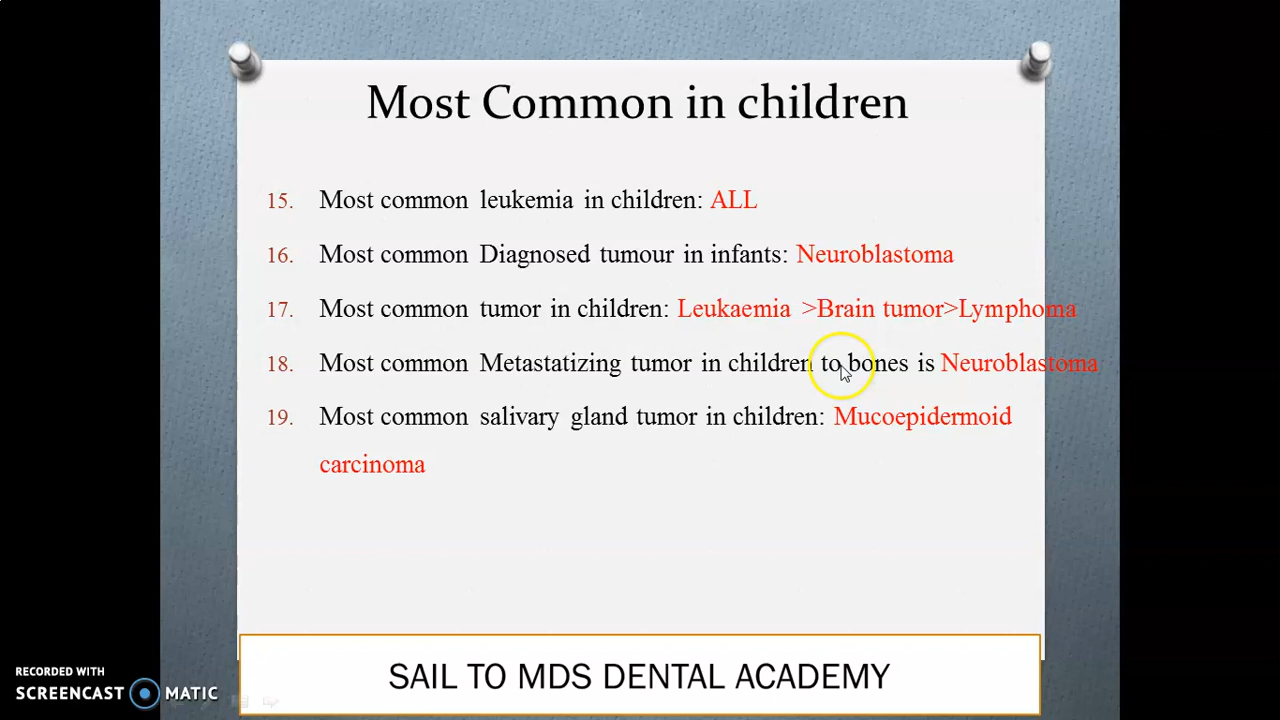 Most Common in children
15. Most common leukemia in children: ALL
16. Most common Diagnosed tumour in infants: Neuroblastoma
17. Most common tumor in children: Leukaemia >Brain tumor>Lymphoma
18. Most common Metastatizing tumor in children to bones is Neuroblastoma
19. Most common salivary gland tumor in children: Mucoepidermoid
carcinoma
SAIL TO MDS DENTAL ACADEMY
RECORDED WITH
SCREENCAST MATIC